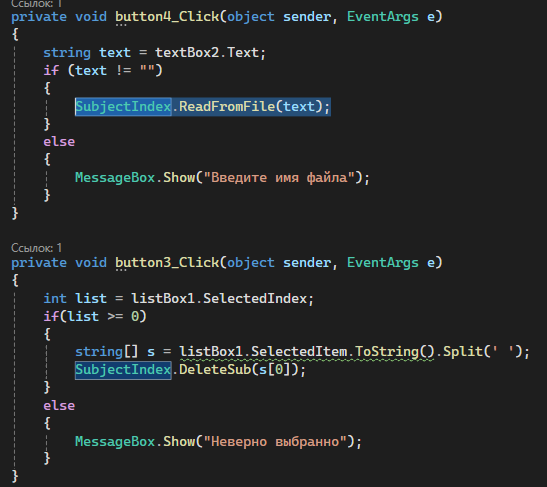 Ссылок: 1
private void button4_Click(object sender, EventArgs e)
{
string text = textBox2.Text;
if (text != "")
{
SubjectIndex.ReadFromFile(text);
}
else
{
MessageBox.Show("Введите имя файла");
}
}
Ссылок: 1
private void button3_Click(object sender, EventArgs e)
{
int list = listBox1.SelectedIndex;
if(list >= 0)
{
string[] s = listBox1.SelectedItem.ToString().Split(' ');
SubjectIndex.DeleteSub(s[0]);
}
else
{
MessageBox.Show("Неверно выбранно");
}
}